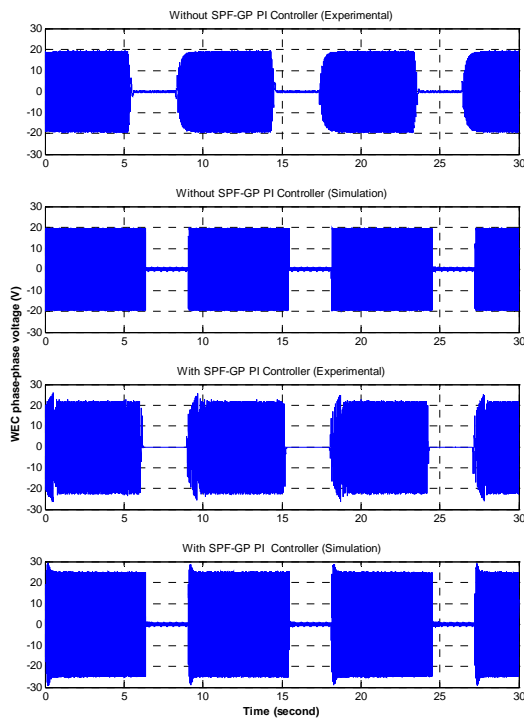 Without SPF-GP PI Controller (Experimental)
30
20
10
0
-10
-20
-30
0 5 10 15 20 25 30
Without SPF-GP PI Controller (Simulation)
30
20
10
0
-10
-20
-30
0 5 10 15 20 25 30
WEC phase-phase voltage (V)
With SPF-GP PI Controller (Experimental)
30
20
10
0
-10
-20
-30
0 5 10 15 20 25 30
With SPF-GP PI Controller (Simulation)
30
20
10
0
-10
-20
-30
0 5 10 15 20 25 30
Time (second)